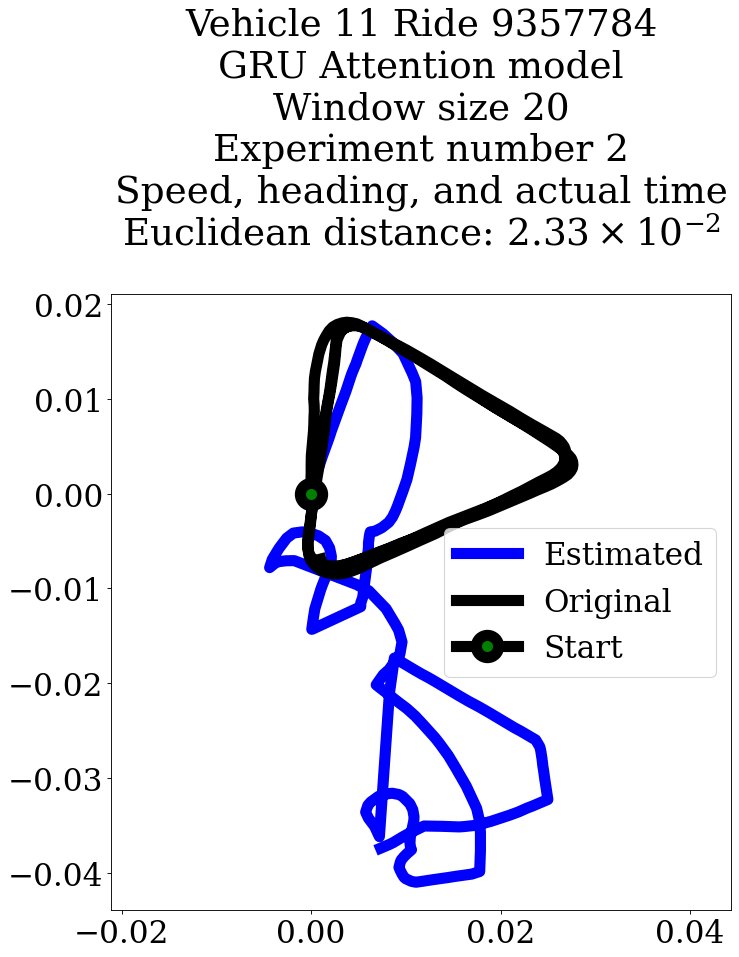 Vehicle 11 Ride 9357784
GRU Attention model
Window size 20
Experiment number 2
Speed, heading, and actual time
Euclidean distance: 2.33 × 10⁻²
0.02
0.01
0.00
−0.01
−0.02
−0.03
−0.04
Estimated
Original
Start
−0.02 0.00 0.02 0.04